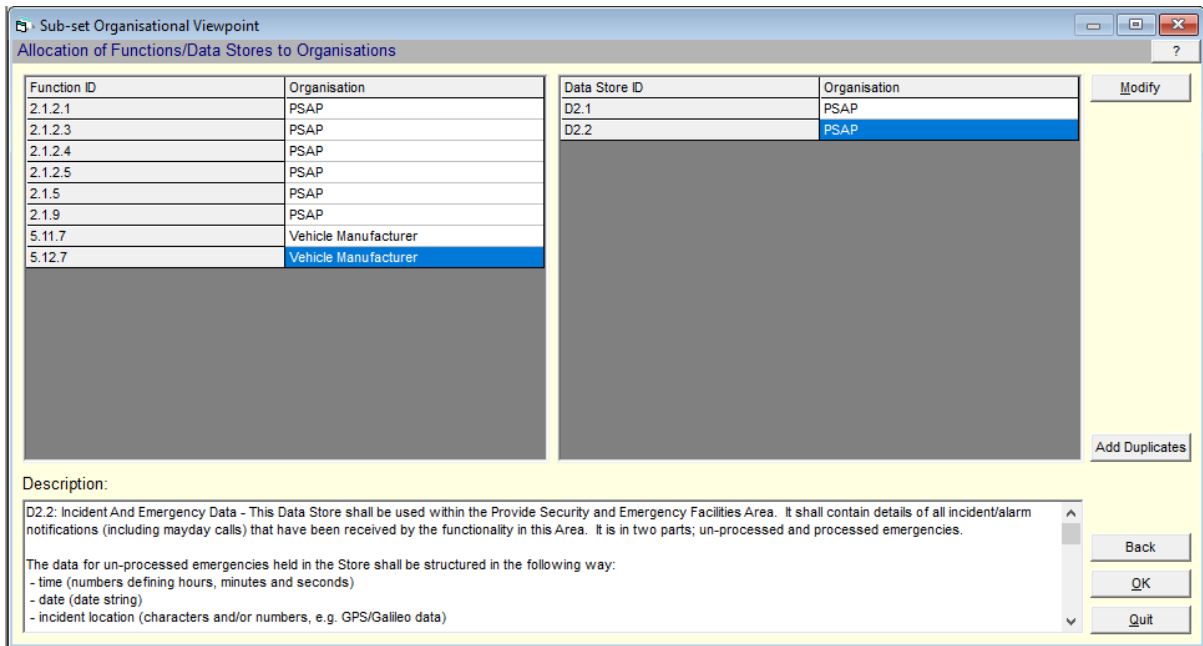 Sub-set Organisational Viewpoint
Allocation of Functions/Data Stores to Organisations
?
Function ID Organisation
2.1.2.1 PSAP
2.1.2.3 PSAP
2.1.2.4 PSAP
2.1.2.5 PSAP
2.1.5 PSAP
2.1.9 PSAP
5.11.7 Vehicle Manufacturer
5.12.7 Vehicle Manufacturer
Data Store ID Organisation
D2.1 PSAP
D2.2 PSAP
Modify
Add Duplicates
Description:
D2.2: Incident And Emergency Data - This Data Store shall be used within the Provide Security and Emergency Facilities Area. It shall contain details of all incident/alarm
notifications (including mayday calls) that have been received by the functionality in this Area. It is in two parts; un-processed and processed emergencies.
The data for un-processed emergencies held in the Store shall be structured in the following way:
- time (numbers defining hours, minutes and seconds)
- date (date string)
- incident location (characters and/or numbers, e.g. GPS/Galileo data)
Back
OK
Quit